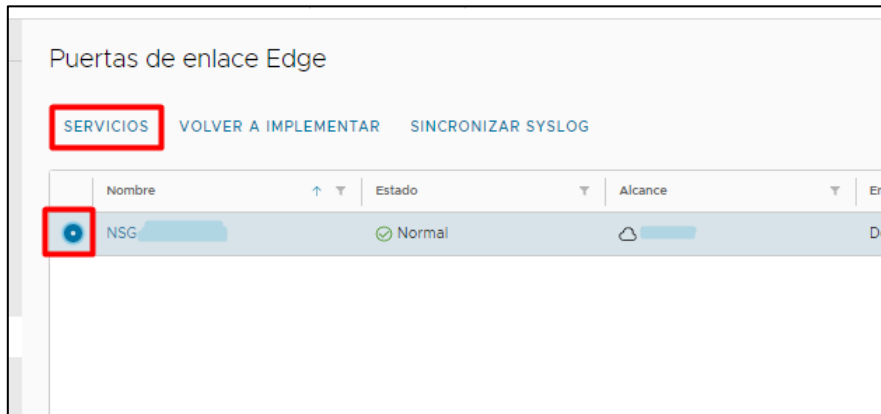 Puertas de enlace Edge
SERVICIOS VOLVER A IMPLEMENTAR SINCRONIZAR SYSLOG
Nombre Estado Alcance
NSG Normal